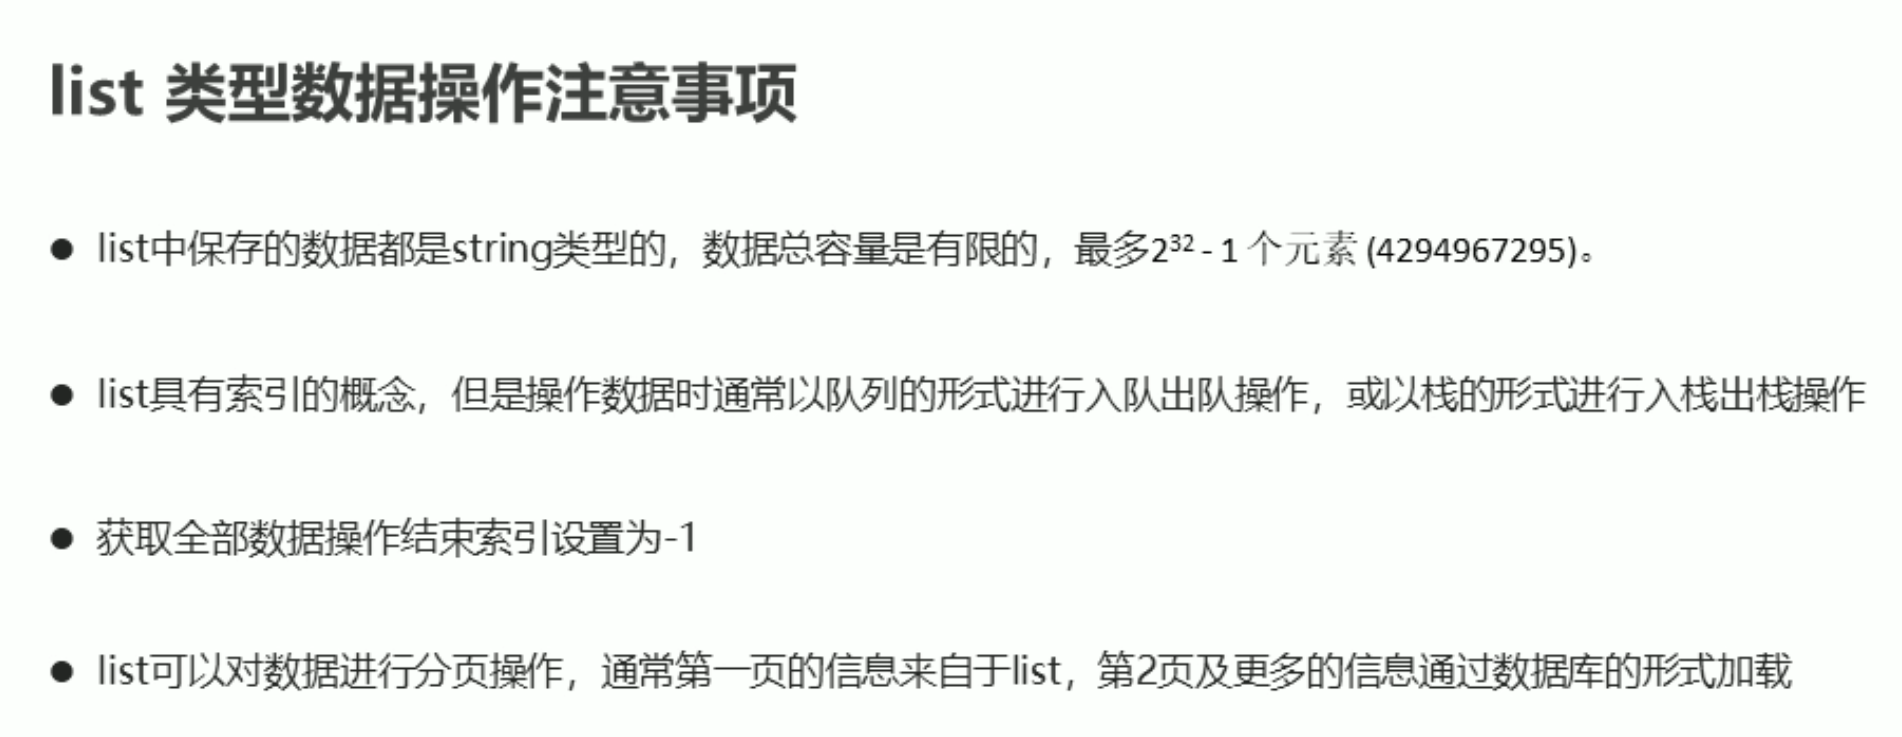 list 类型数据操作注意事项
● list中保存的数据都是string类型的，数据总容量是有限的，最多2³² - 1 个元素 (4294967295)。
● list具有索引的概念，但是操作数据时通常以队列的形式进行入队出队操作，或以栈的形式进行入栈出栈操作
● 获取全部数据操作结束索引设置为-1
● list可以对数据进行分页操作，通常第一页的信息来自于list，第2页及更多的信息通过数据库的形式加载